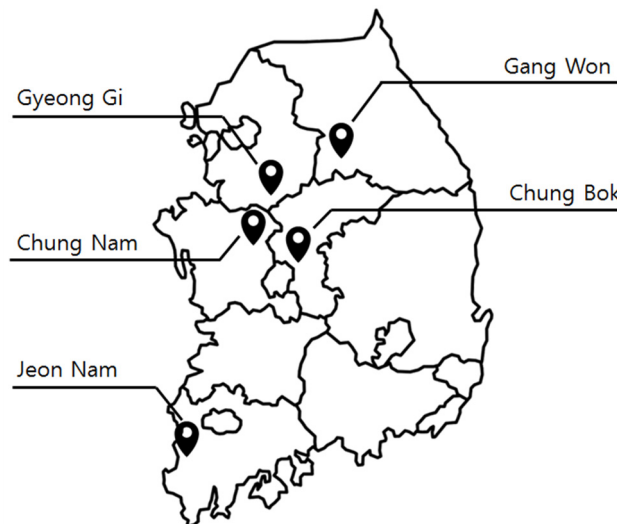 Gang Won
Gyeong Gi
Chung Bok
Chung Nam
Jeon Nam